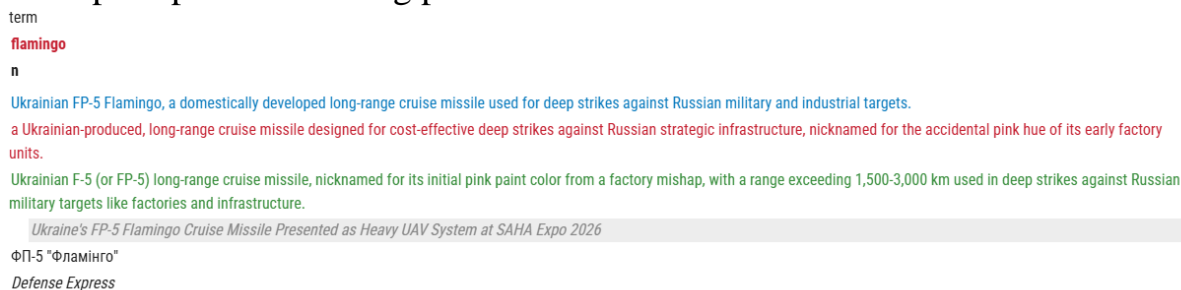 term
flamingo
n
Ukrainian FP-5 Flamingo, a domestically developed long-range cruise missile used for deep strikes against Russian military and industrial targets.
a Ukrainian-produced, long-range cruise missile designed for cost-effective deep strikes against Russian strategic infrastructure, nicknamed for the accidental pink hue of its early factory
units.
Ukrainian F-5 (or FP-5) long-range cruise missile, nicknamed for its initial pink paint color from a factory mishap, with a range exceeding 1,500-3,000 km used in deep strikes against Russian
military targets like factories and infrastructure.
Ukraine's FP-5 Flamingo Cruise Missile Presented as Heavy UAV System at SAHA Expo 2026
ФП-5 "Фламінго"
Defense Express